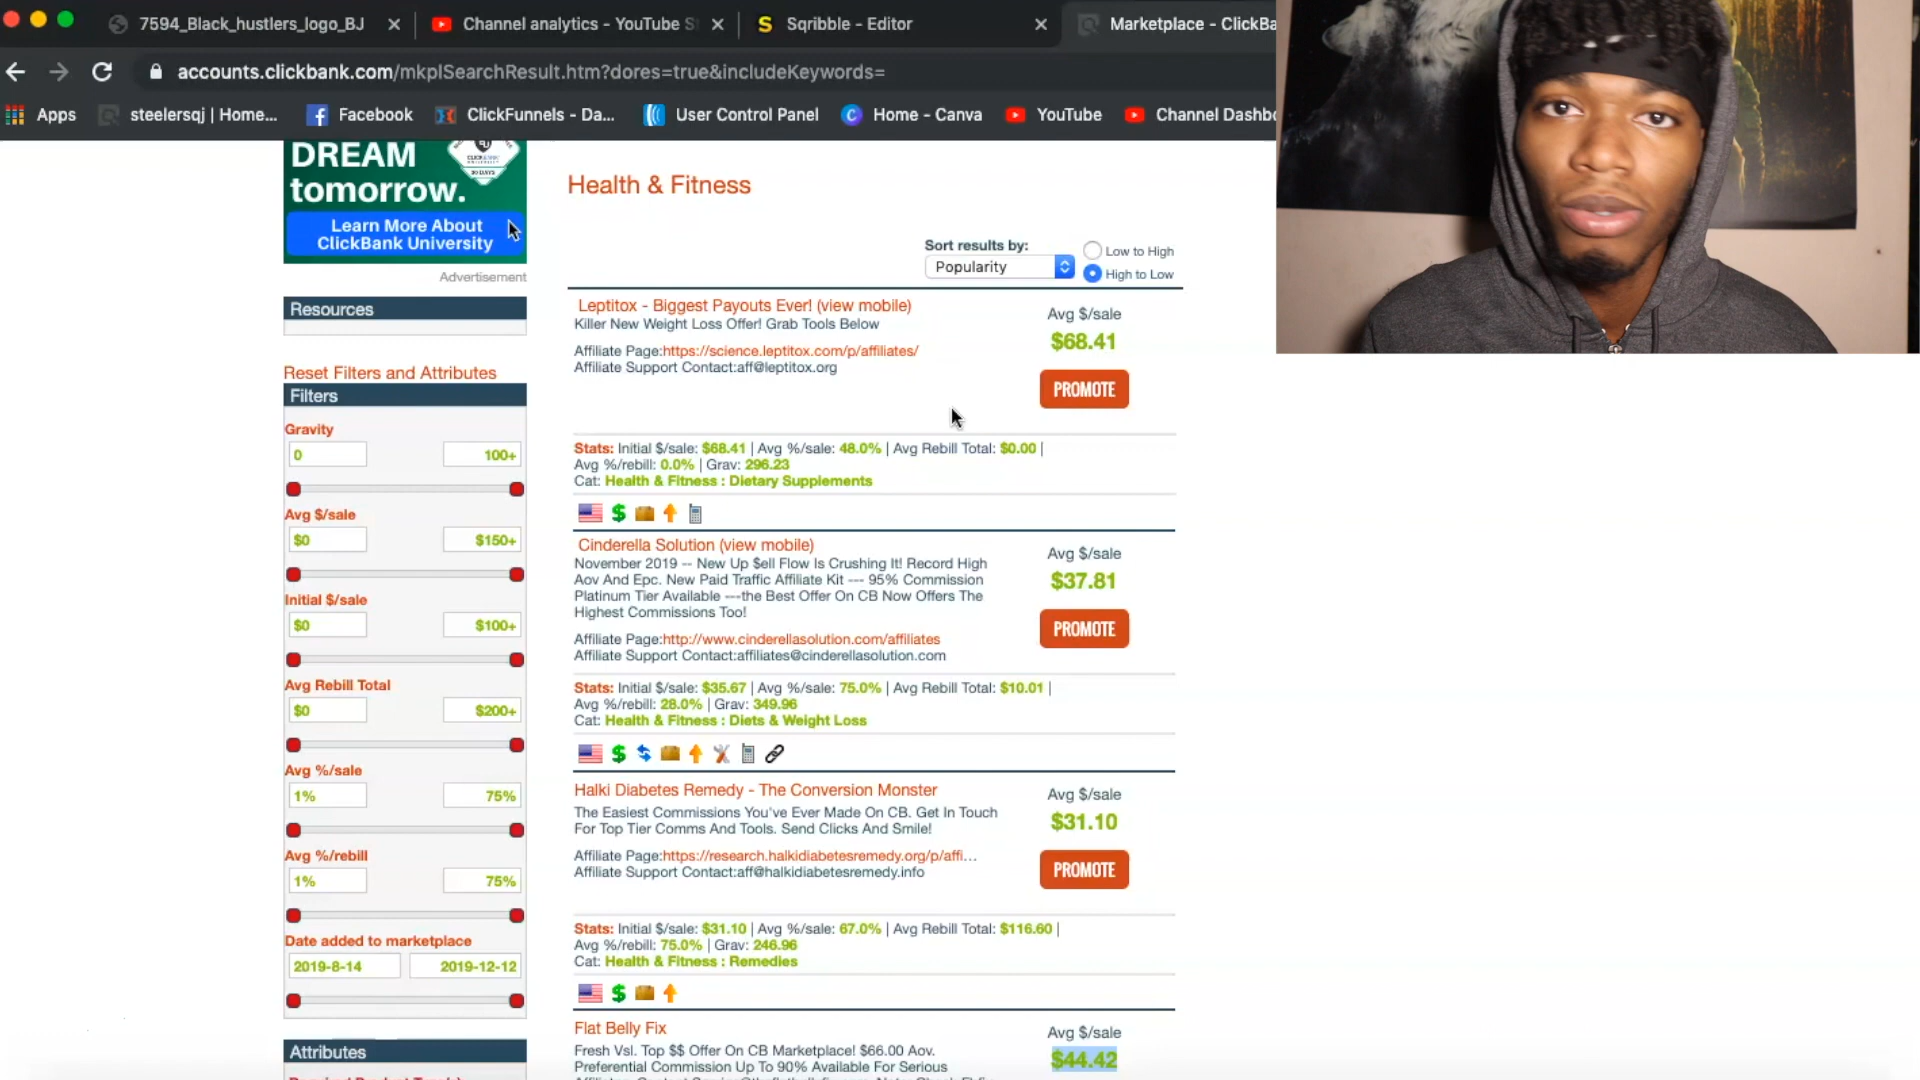 7594_Black_hustlers_logo_BJ
Channel analytics - YouTube S
Sqribble - Editor
Marketplace - ClickBa
accounts.clickbank.com/mkplSearchResult.htm?dores=true&includeKeywords=
Apps
steelersqj | Home...
Facebook
ClickFunnels - Da...
User Control Panel
Home - Canva
YouTube
Channel Dashbo
DREAM
tomorrow.
Learn More About
ClickBank University
Advertisement
Resources
Reset Filters and Attributes
Filters
Gravity
0 100+
Avg $/sale
$0 $150+
Initial $/sale
$0 $100+
Avg Rebill Total
$0 $200+
Avg %/sale
1% 75%
Avg %/rebill
1% 75%
Date added to marketplace
2019-8-14 2019-12-12
Attributes
Health & Fitness
Sort results by:
Popularity
Low to High
High to Low
Leptitox - Biggest Payouts Ever! (view mobile)
Killer New Weight Loss Offer! Grab Tools Below
Affiliate Page:https://science.leptitox.com/p/affiliates/
Affiliate Support Contact:aff@leptitox.org
Avg $/sale
$68.41
PROMOTE
Stats: Initial $/sale: $68.41 | Avg %/sale: 48.0% | Avg Rebill Total: $0.00 |
Avg %/rebill: 0.0% | Grav: 296.23
Cat: Health & Fitness : Dietary Supplements
Cinderella Solution (view mobile)
November 2019 -- New Up $ell Flow Is Crushing It! Record High
Aov And Epc. New Paid Traffic Affiliate Kit --- 95% Commission
Platinum Tier Available ---the Best Offer On CB Now Offers The
Highest Commissions Too!
Affiliate Page:http://www.cinderellasolution.com/affiliates
Affiliate Support Contact:affiliates@cinderellasolution.com
Avg $/sale
$37.81
PROMOTE
Stats: Initial $/sale: $35.67 | Avg %/sale: 75.0% | Avg Rebill Total: $10.01 |
Avg %/rebill: 28.0% | Grav: 349.96
Cat: Health & Fitness : Diets & Weight Loss
Halki Diabetes Remedy - The Conversion Monster
The Easiest Commissions You've Ever Made On CB. Get In Touch
For Top Tier Comms And Tools. Send Clicks And Smile!
Affiliate Page:https://research.halkidiabetesremedy.org/p/affi...
Affiliate Support Contact:aff@halkidiabetesremedy.info
Avg $/sale
$31.10
PROMOTE
Stats: Initial $/sale: $31.10 | Avg %/sale: 67.0% | Avg Rebill Total: $116.60 |
Avg %/rebill: 75.0% | Grav: 246.96
Cat: Health & Fitness : Remedies
Flat Belly Fix
Fresh Vsl. Top $$ Offer On CB Marketplace! $66.00 Aov.
Preferential Commission Up To 90% Available For Serious
Avg $/sale
$44.42